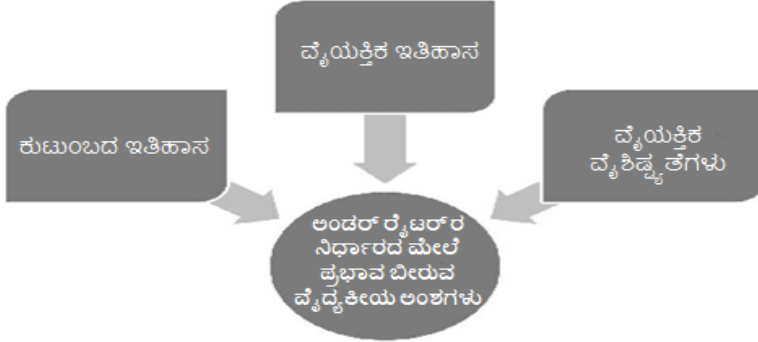 ವೈಯಕ್ತಿಕ ಇತಿಹಾಸ
ಕುಟುಂಬದ ಇತಿಹಾಸ
ವೈಯಕ್ತಿಕ
ವೈಶಿಷ್ಟ್ಯತೆಗಳು
ಅಂಡರ್ ರೈಟರ್‌ರ
ನಿರ್ಧಾರದ ಮೇಲೆ
ಪ್ರಭಾವ ಬೀರುವ
ವೈದ್ಯಕೀಯ ಅಂಶಗಳು